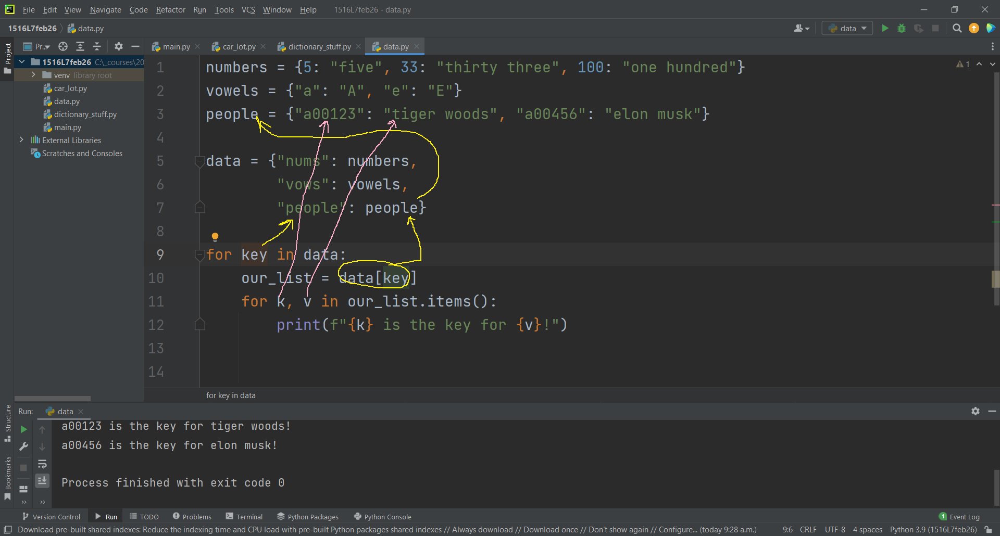 PC File Edit View Navigate Code Refactor Run Tools VCS Window Help 1516L7feb26 - data.py
1516L7feb26 data.py data
Project Pr... main.py car_lot.py dictionary_stuff.py data.py
1516L7feb26 C:\_courses\20
venv library root
car_lot.py
data.py
dictionary_stuff.py
main.py
External Libraries
Scratches and Consoles
1 numbers = {5: "five", 33: "thirty three", 100: "one hundred"}
1
2 vowels = {"a": "A", "e": "E"}
3 people = {"a00123": "tiger woods", "a00456": "elon musk"}
4
5 data = {"nums": numbers,
6 "vows": vowels,
7 "people": people}
8
9 for key in data:
10 our_list = data[key]
11 for k, v in our_list.items():
12 print(f"{k} is the key for {v}!")
13
14
for key in data
Structure
Bookmarks
Run: data
a00123 is the key for tiger woods!
a00456 is the key for elon musk!
Process finished with exit code 0
Version Control Run TODO Problems Terminal Python Packages Python Console 1 Event Log
Download pre-built shared indexes: Reduce the indexing time and CPU load with pre-built Python packages shared indexes // Always download // Download once // Don't show again // Configure... (today 9:28 a.m.) 9:6 CRLF UTF-8 4 spaces Python 3.9 (1516L7feb26)